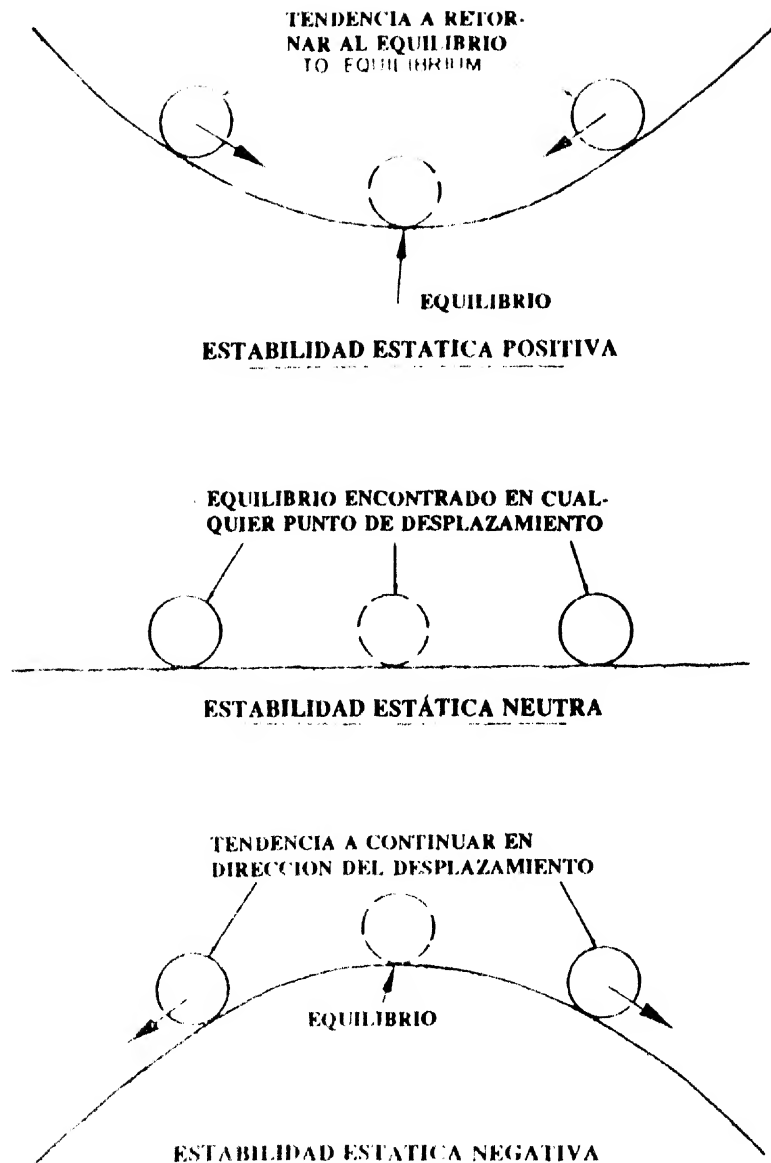 TENDENCIA A RETOR-
NAR AL EQUILIBRIO
TO EQUILIBRIUM
EQUILIBRIO
ESTABILIDAD ESTATICA POSITIVA
EQUILIBRIO ENCONTRADO EN CUAL-
QUIER PUNTO DE DESPLAZAMIENTO
ESTABILIDAD ESTÁTICA NEUTRA
TENDENCIA A CONTINUAR EN
DIRECCION DEL DESPLAZAMIENTO
EQUILIBRIO
ESTABILIDAD ESTATICA NEGATIVA